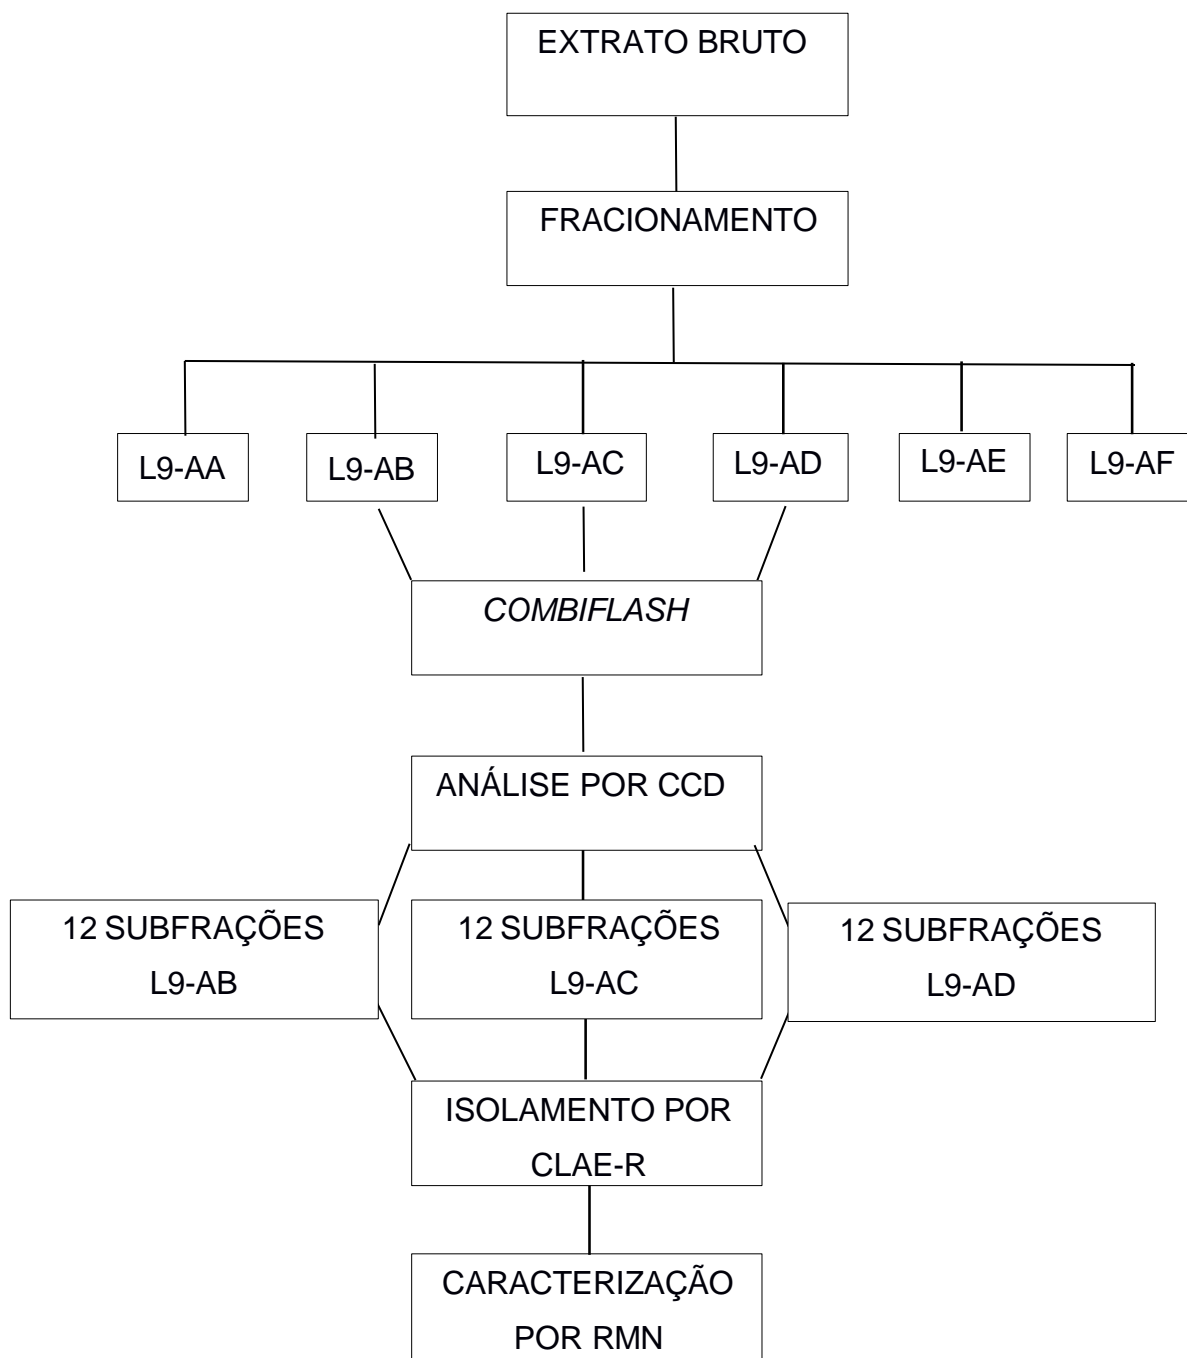 EXTRATO BRUTO
FRACIONAMENTO
L9-AA
L9-AB
L9-AC
L9-AD
L9-AE
L9-AF
COMBIFLASH
ANÁLISE POR CCD
12 SUBFRAÇÕES
L9-AB
12 SUBFRAÇÕES
L9-AC
12 SUBFRAÇÕES
L9-AD
ISOLAMENTO POR
CLAE-R
CARACTERIZAÇÃO
POR RMN